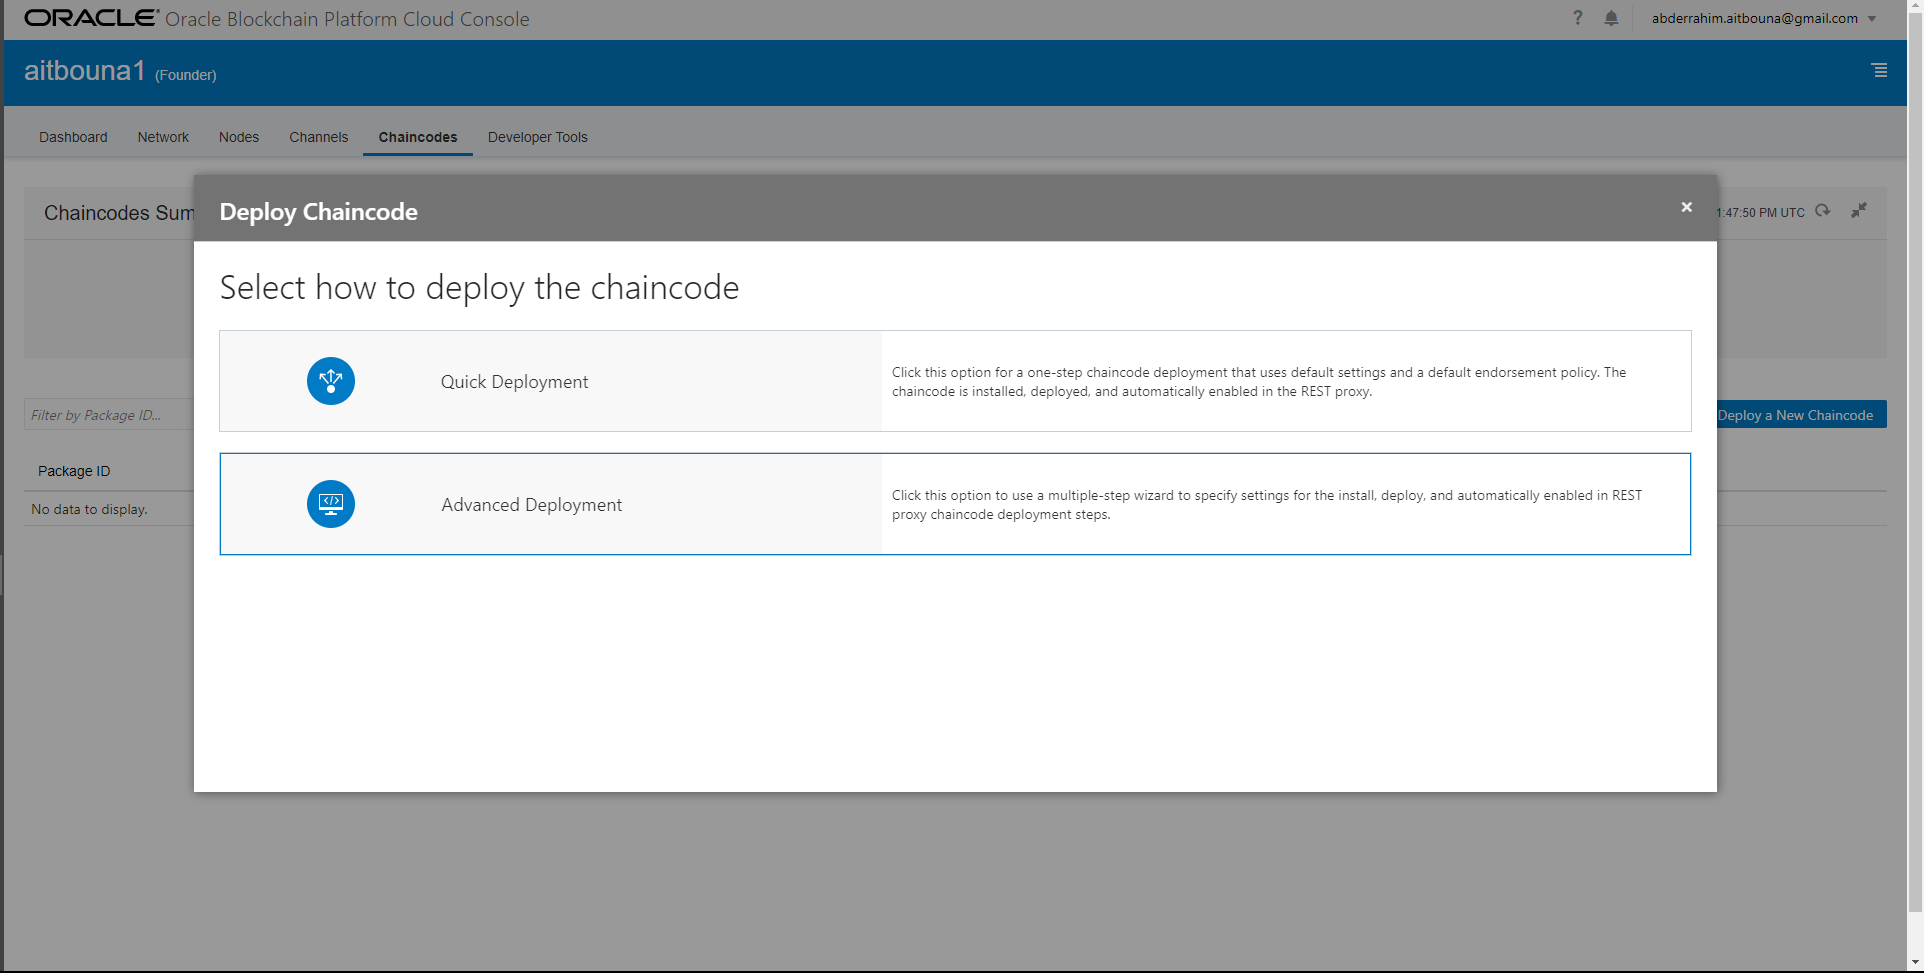 ORACLE® Oracle Blockchain Platform Cloud Console
? abderrahim.aitbouna@gmail.com
aitbouna1 (Founder)
Dashboard Network Nodes Channels Chaincodes Developer Tools
Chaincodes Sum
:47:50 PM UTC
Deploy Chaincode
×
Select how to deploy the chaincode
Quick Deployment
Click this option for a one-step chaincode deployment that uses default settings and a default endorsement policy. The
chaincode is installed, deployed, and automatically enabled in the REST proxy.
Filter by Package ID...
Deploy a New Chaincode
Package ID
No data to display.
</> Advanced Deployment
Click this option to use a multiple-step wizard to specify settings for the install, deploy, and automatically enabled in REST
proxy chaincode deployment steps.